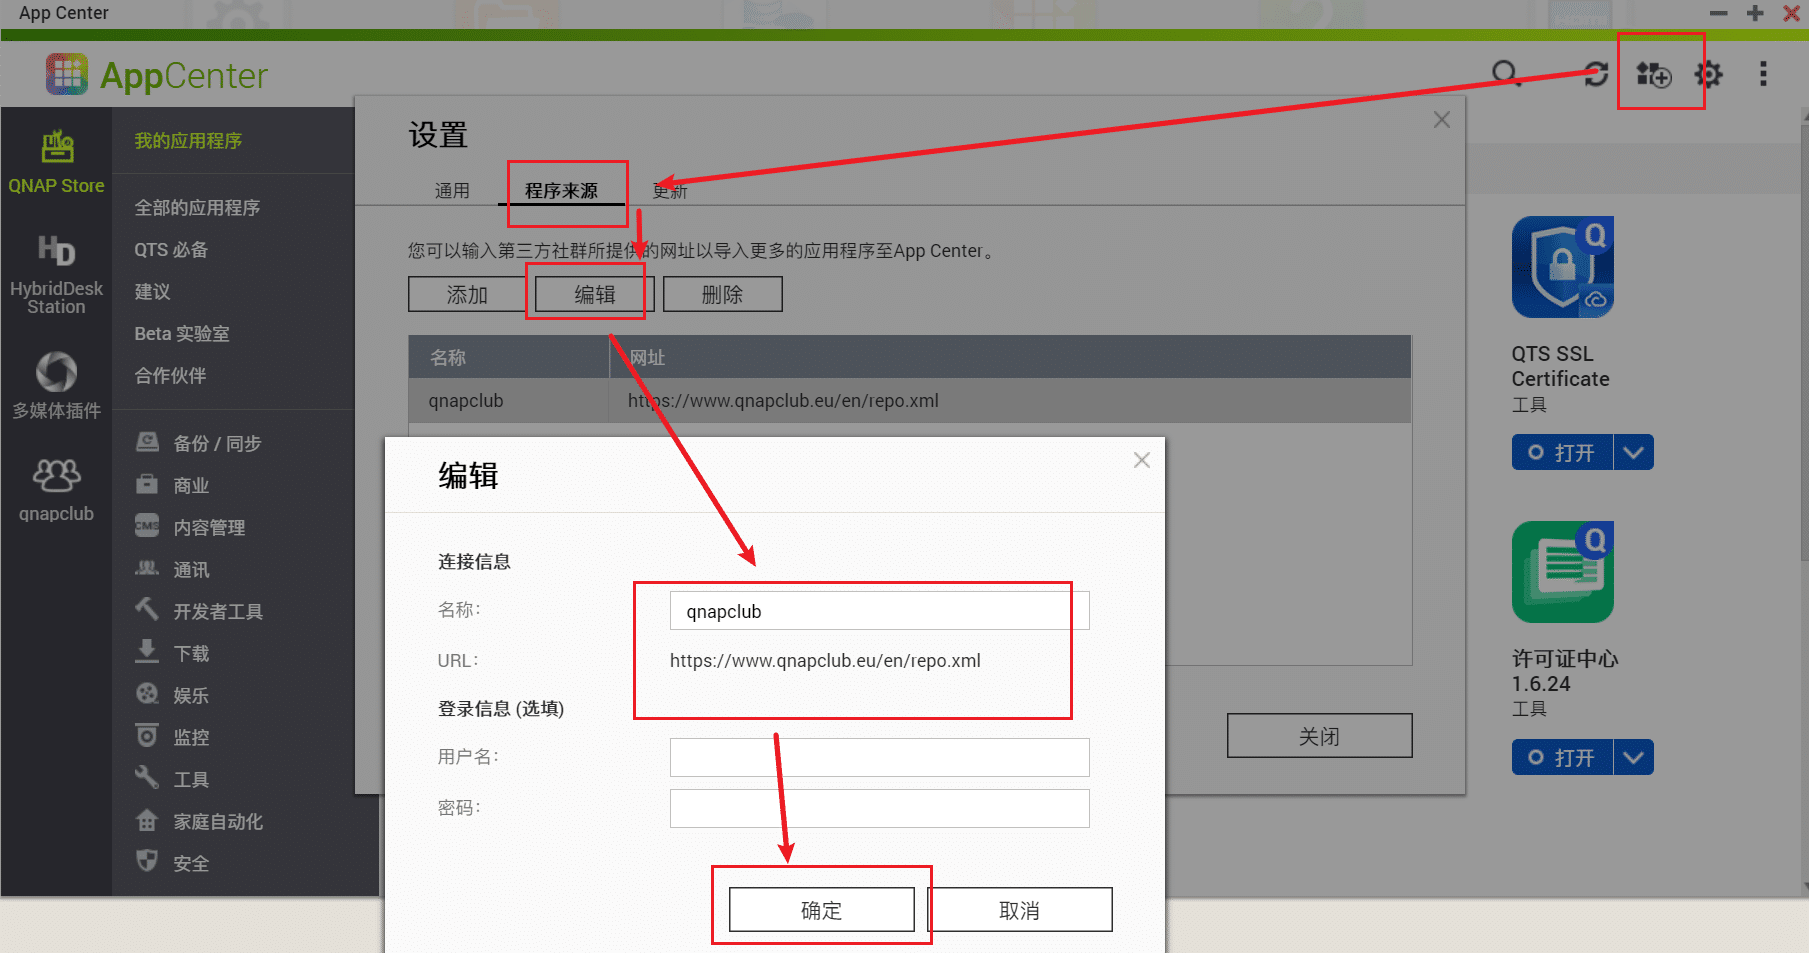 App Center
AppCenter
QNAP Store
HybridDesk
Station
多媒体插件
qnapclub
我的应用程序
全部的应用程序
QTS 必备
建议
Beta 实验室
合作伙伴
备份 / 同步
商业
CMS
内容管理
通讯
开发者工具
下载
娱乐
监控
工具
家庭自动化
安全
设置
通用
程序来源
更新
您可以输入第三方社群所提供的网址以导入更多的应用程序至App Center。
添加
编辑
删除
名称
网址
qnapclub
https://www.qnapclub.eu/en/repo.xml
关闭
编辑
连接信息
名称:
qnapclub
URL:
https://www.qnapclub.eu/en/repo.xml
登录信息 (选填)
用户名:
密码:
确定
取消
QTS SSL
Certificate
工具
打开
许可证中心
1.6.24
工具
打开